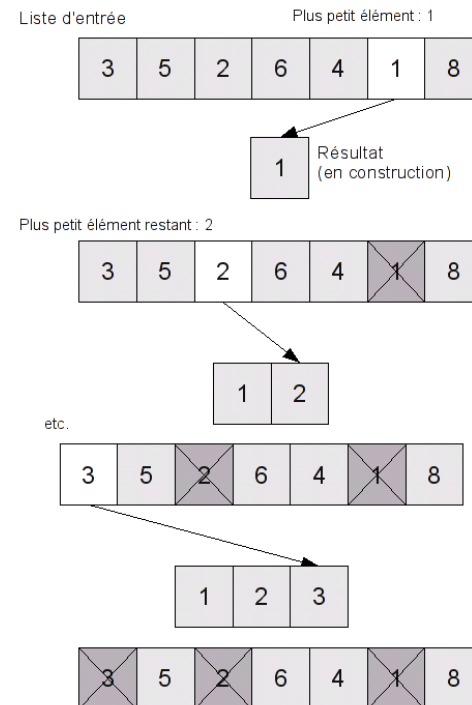 Liste d'entrée Plus petit élément : 1
3 5 2 6 4 1 8
1
Résultat
(en construction)
Plus petit élément restant : 2
3 5 2 6 4 1 8
1 2
etc.
3 5 2 6 4 1 8
1 2 3
3 5 2 6 4 1 8